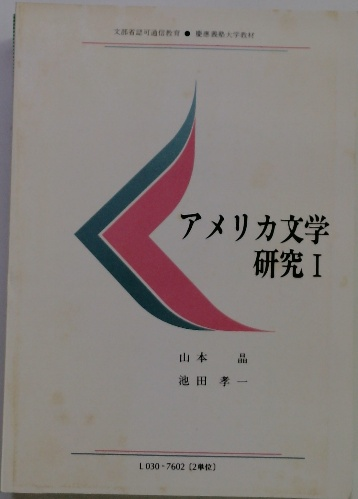 文部省認可通信教育 ● 慶應義塾大学教材
アメリカ文学
研究 I
山本 晶
池田 孝一
L030-7602 [2単位]